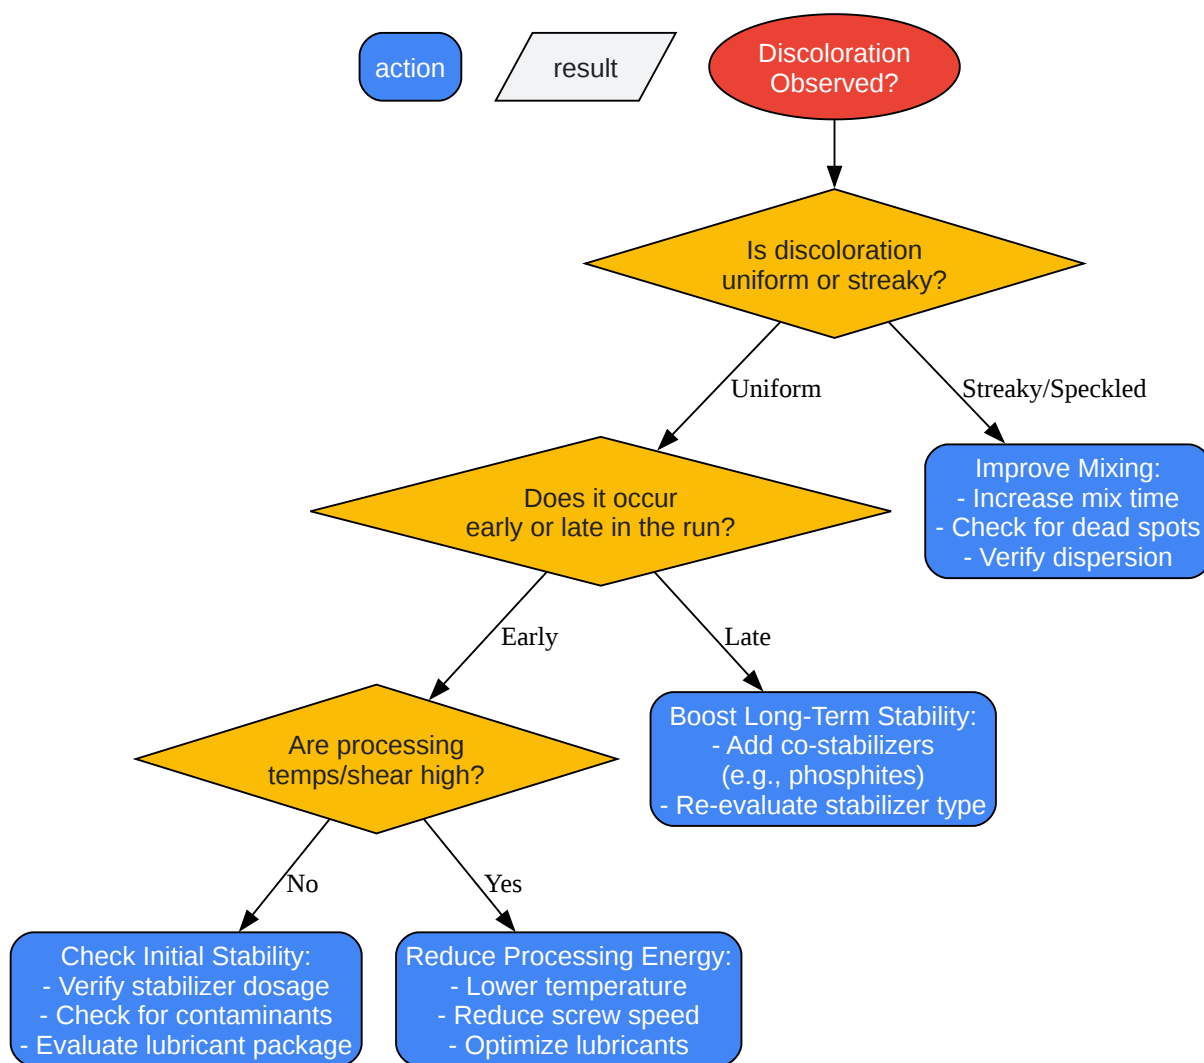 action
result
Discoloration
Observed?
Is discoloration
uniform or streaky?
Uniform
Streaky/Speckled
Does it occur
early or late in the run?
Improve Mixing:
- Increase mix time
- Check for dead spots
- Verify dispersion
Early
Late
Are processing
temps/shear high?
Boost Long-Term Stability:
- Add co-stabilizers
(e.g., phosphites)
- Re-evaluate stabilizer type
No
Yes
Check Initial Stability:
- Verify stabilizer dosage
- Check for contaminants
- Evaluate lubricant package
Reduce Processing Energy:
- Lower temperature
- Reduce screw speed
- Optimize lubricants